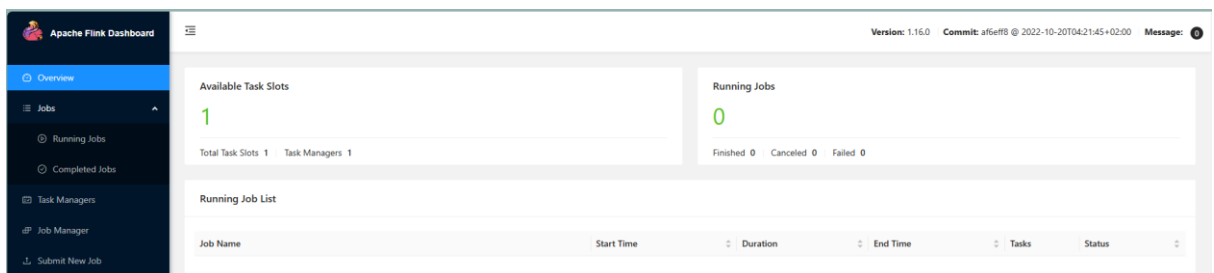 Apache Flink Dashboard
Version: 1.16.0 Commit: af6eff8 @ 2022-10-20T04:21:45+02:00 Message: 0
Overview
Jobs
Running Jobs
Completed Jobs
Task Managers
Job Manager
Submit New Job
Available Task Slots
1
Total Task Slots 1 Task Managers 1
Running Jobs
0
Finished 0 Canceled 0 Failed 0
Running Job List
Job Name Start Time Duration End Time Tasks Status